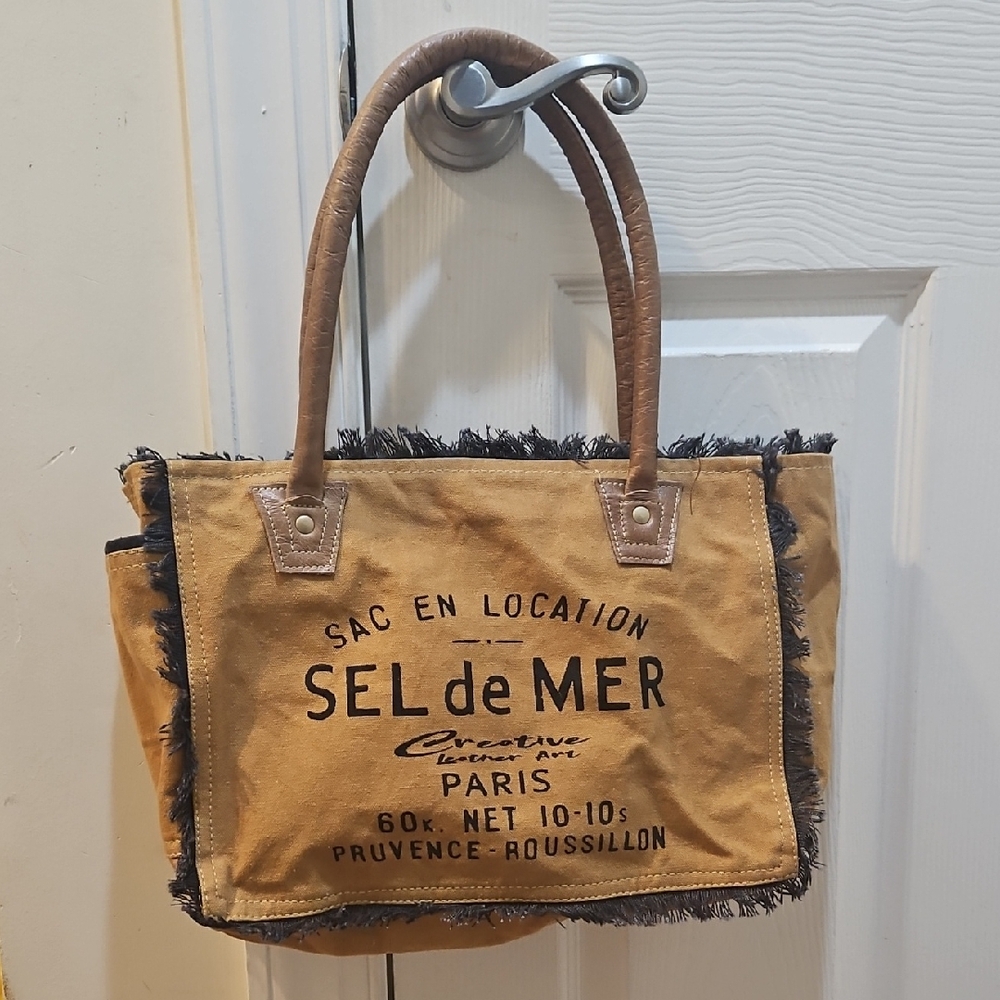 SAC EN LOCATION
SEL de MER
Creative
Leather Art
PARIS
60K. NET 10-10s
PRUVENCE-ROUSSILLON